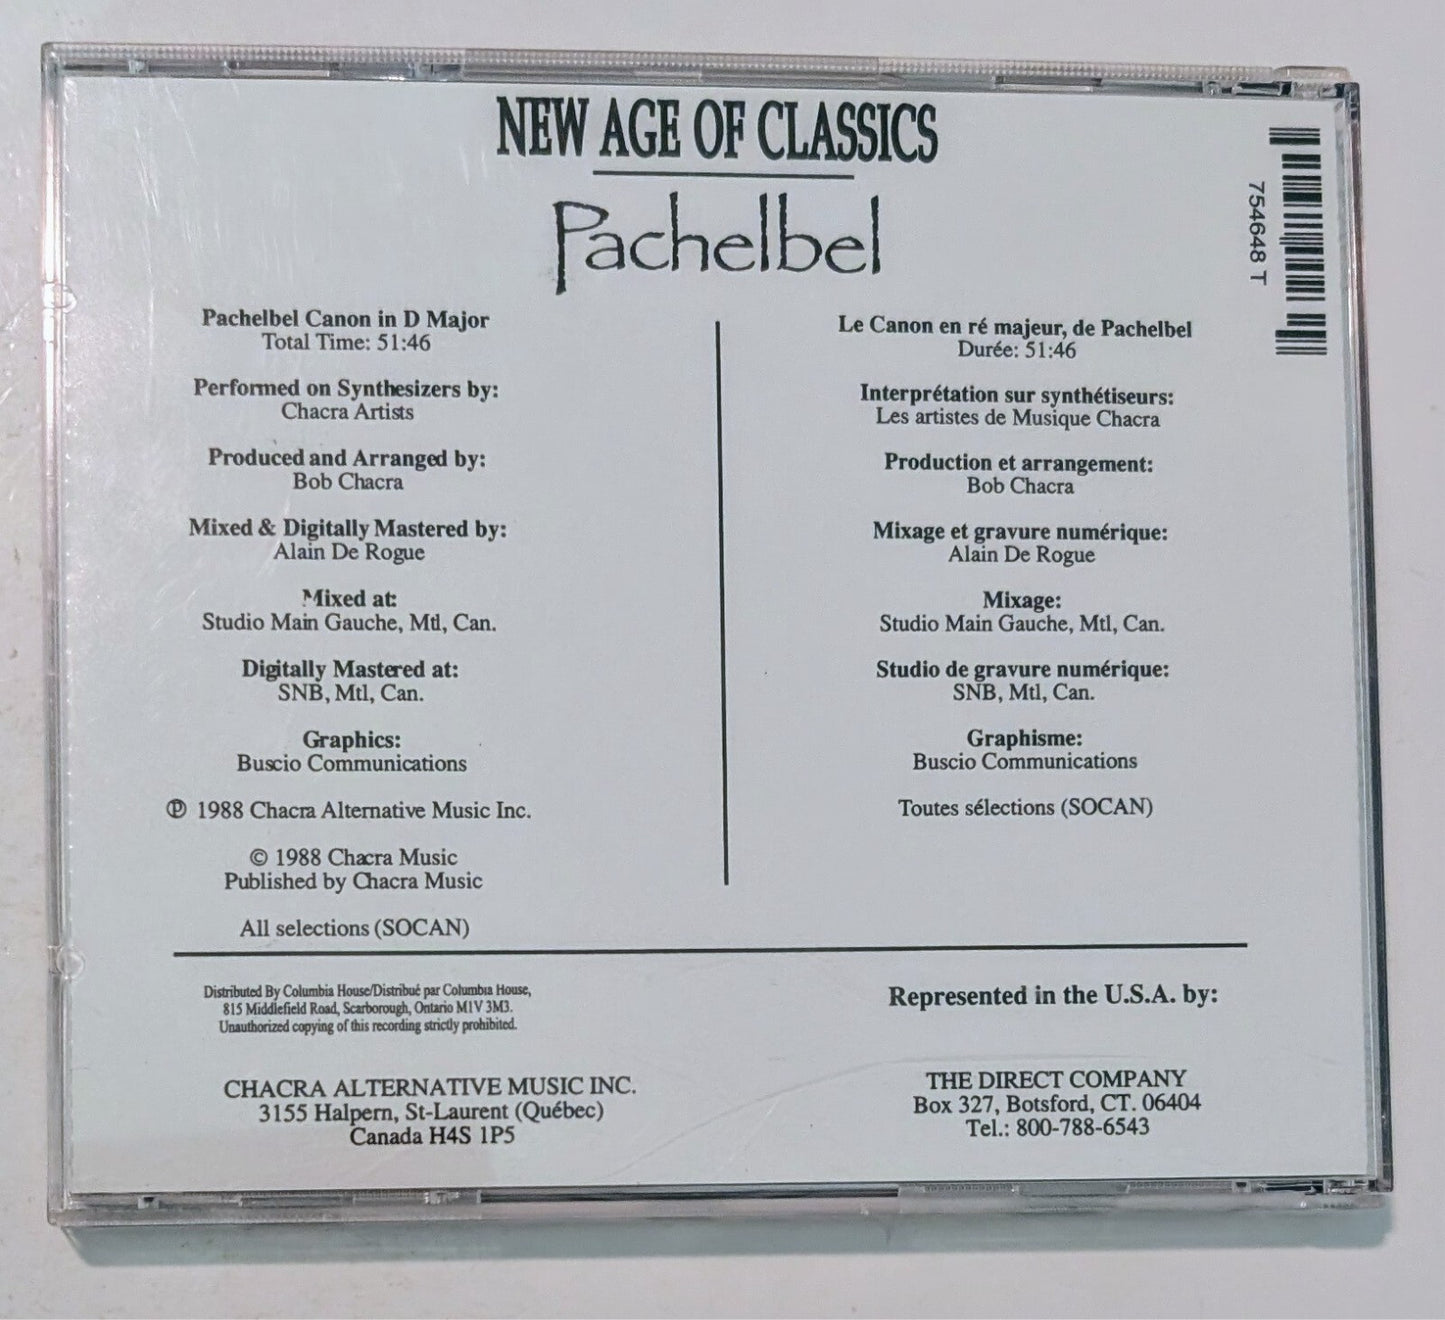 NEW AGE OF CLASSICS
Pachelbel
754648 T
Pachelbel Canon in D Major
Total Time: 51:46
Performed on Synthesizers by:
Chacra Artists
Produced and Arranged by:
Bob Chacra
Mixed & Digitally Mastered by:
Alain De Rogue
Mixed at:
Studio Main Gauche, Mtl, Can.
Digitally Mastered at:
SNB, Mtl, Can.
Graphics:
Buscio Communications
℗ 1988 Chacra Alternative Music Inc.
© 1988 Chacra Music
Published by Chacra Music
All selections (SOCAN)
Le Canon en ré majeur, de Pachelbel
Durée: 51:46
Interprétation sur synthétiseurs:
Les artistes de Musique Chacra
Production et arrangement:
Bob Chacra
Mixage et gravure numérique:
Alain De Rogue
Mixage:
Studio Main Gauche, Mtl, Can.
Studio de gravure numérique:
SNB, Mtl, Can.
Graphisme:
Buscio Communications
Toutes sélections (SOCAN)
Distributed By Columbia House/Distribué par Columbia House,
815 Middlefield Road, Scarborough, Ontario M1V 3M3.
Unauthorized copying of this recording strictly prohibited.
CHACRA ALTERNATIVE MUSIC INC.
3155 Halpern, St-Laurent (Québec)
Canada H4S 1P5
Represented in the U.S.A. by:
THE DIRECT COMPANY
Box 327, Botsford, CT. 06404
Tel.: 800-788-6543